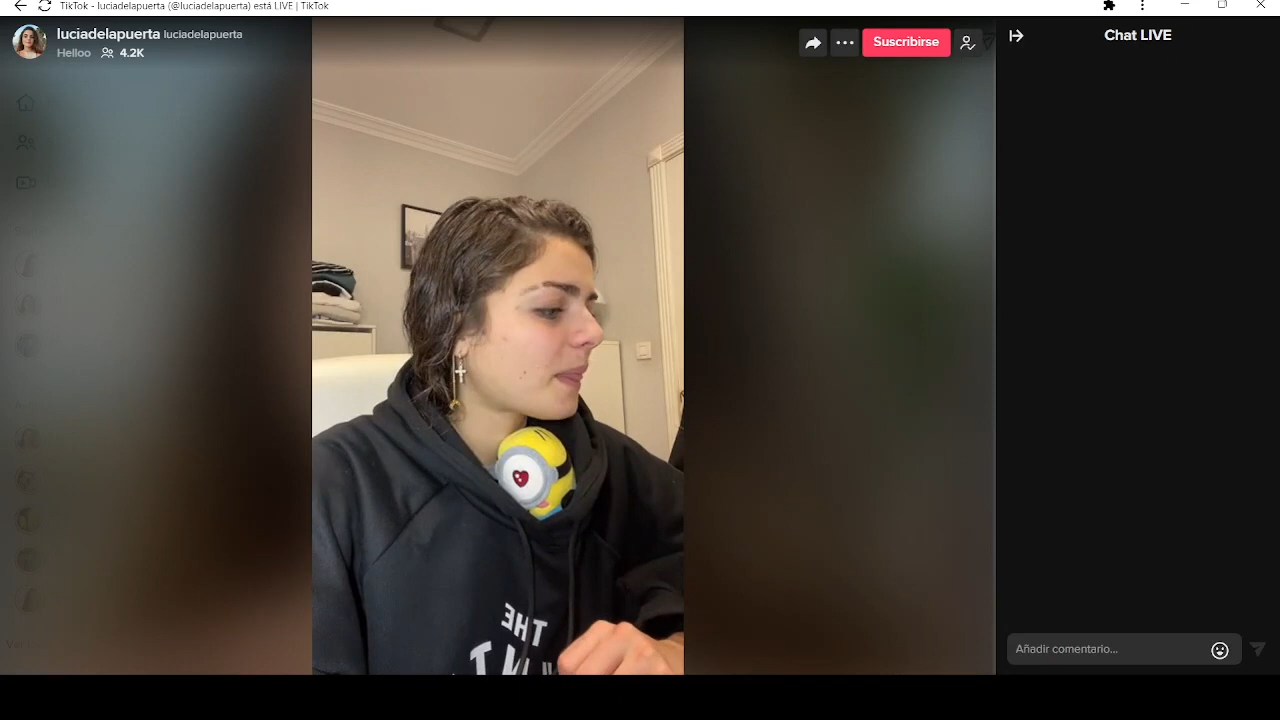 TikTok - luciadelapuerta (@luciadelapuerta) está LIVE | TikTok
luciadelapuerta luciadelapuerta
Helloo 4.2K
Suscribirse
Chat LIVE
THE
Añadir comentario...